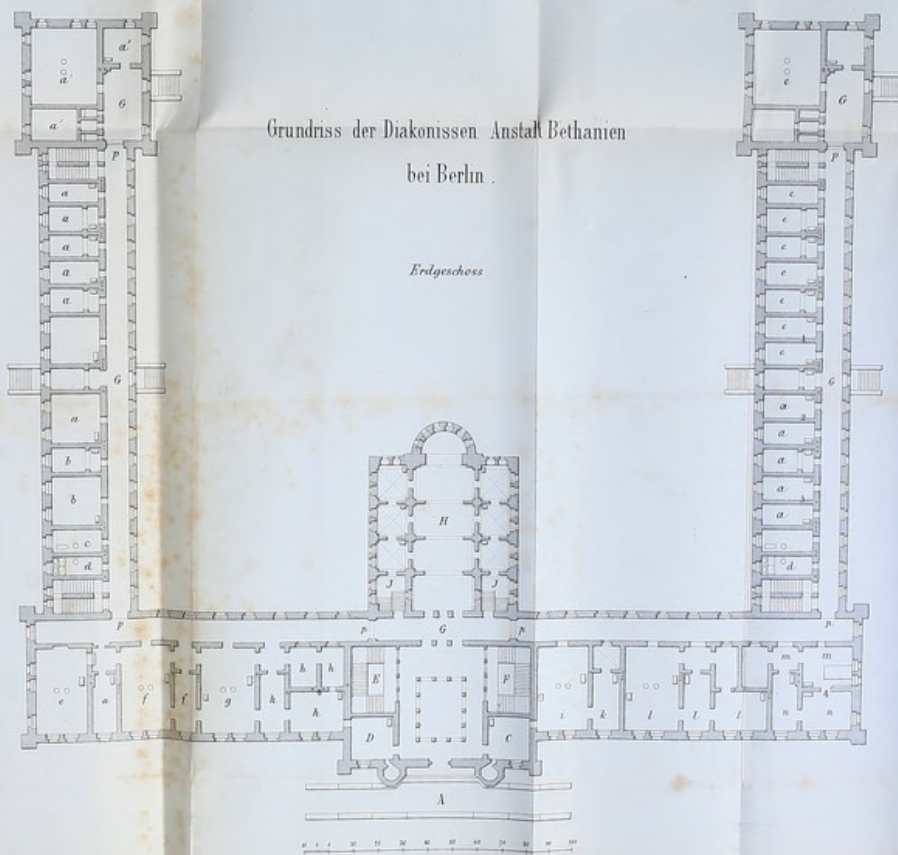 a' G
a'
a'
P
a
a
a
a
a
G
a
b
b
c
d
P
Grundriss der Diakonissen Anstalt Bethanien
bei Berlin .
Erdgeschoss
e G
P
e
e
e
e
e
e
e
G
a
a
a
a
a
d
P
H
J J
P G P
e a f f g h h h h
E F
D C
i k l l l m m n n
A